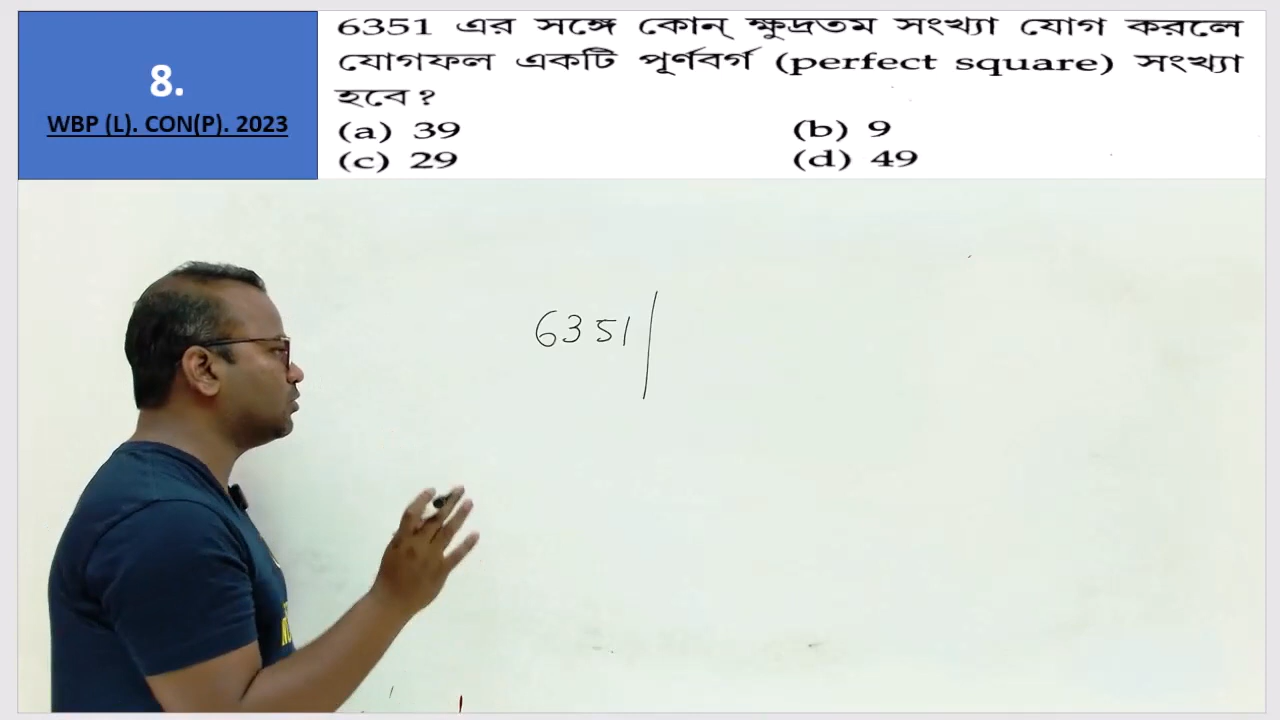 8.
WBP (L). CON(P). 2023
6351 এর সঙ্গে কোন্ ক্ষুদ্রতম সংখ্যা যোগ করলে
যোগফল একটি পূর্ণবর্গ (perfect square) সংখ্যা
হবে?
(a) 39 (b) 9
(c) 29 (d) 49
6351